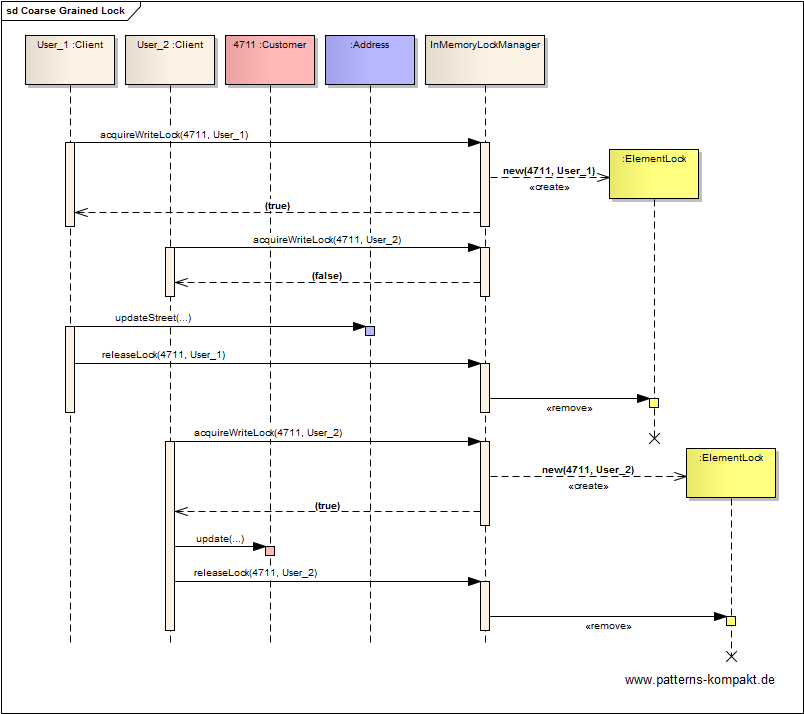 sd Coarse Grained Lock
User_1 :Client
User_2 :Client
4711 :Customer
:Address
InMemoryLockManager
acquireWriteLock(4711, User_1)
:ElementLock
new(4711, User_1)
«create»
(true)
acquireWriteLock(4711, User_2)
(false)
updateStreet(...)
releaseLock(4711, User_1)
«remove»
acquireWriteLock(4711, User_2)
:ElementLock
new(4711, User_2)
«create»
(true)
update(...)
releaseLock(4711, User_2)
«remove»
www.patterns-kompakt.de